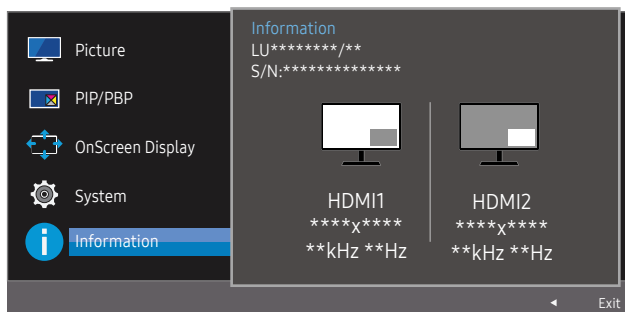 Picture
PIP/PBP
OnScreen Display
System
Information
Information
LU********/**
S/N:**************
HDMI1
****x****
**kHz **Hz
HDMI2
****x****
**kHz **Hz
Exit